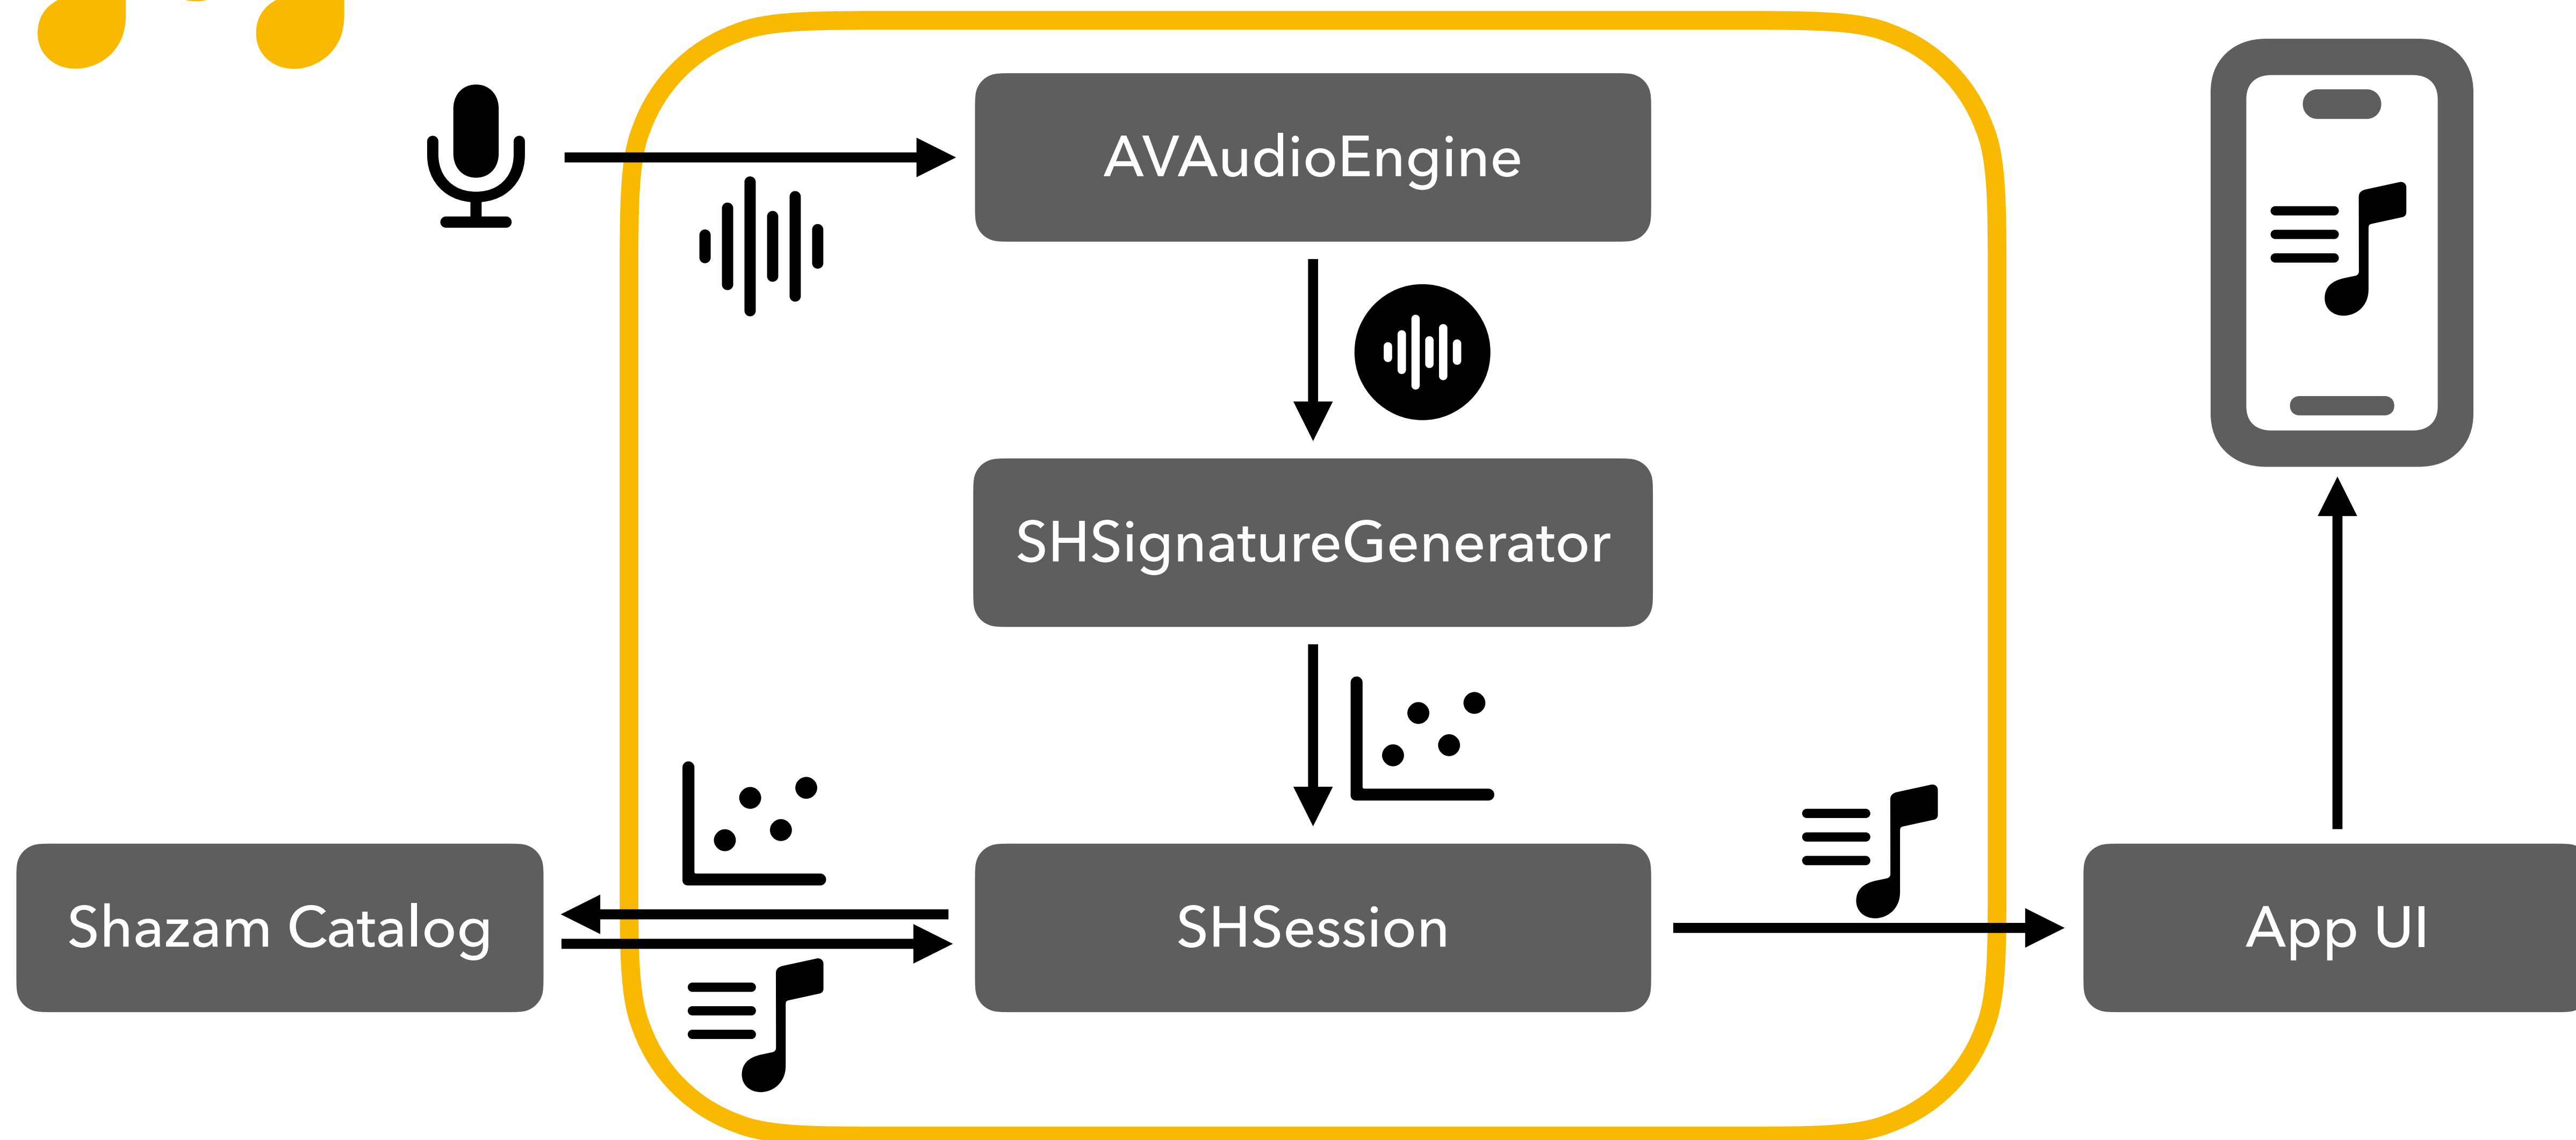 AVAudioEngine
SHSignatureGenerator
Shazam Catalog
SHSession
App UI